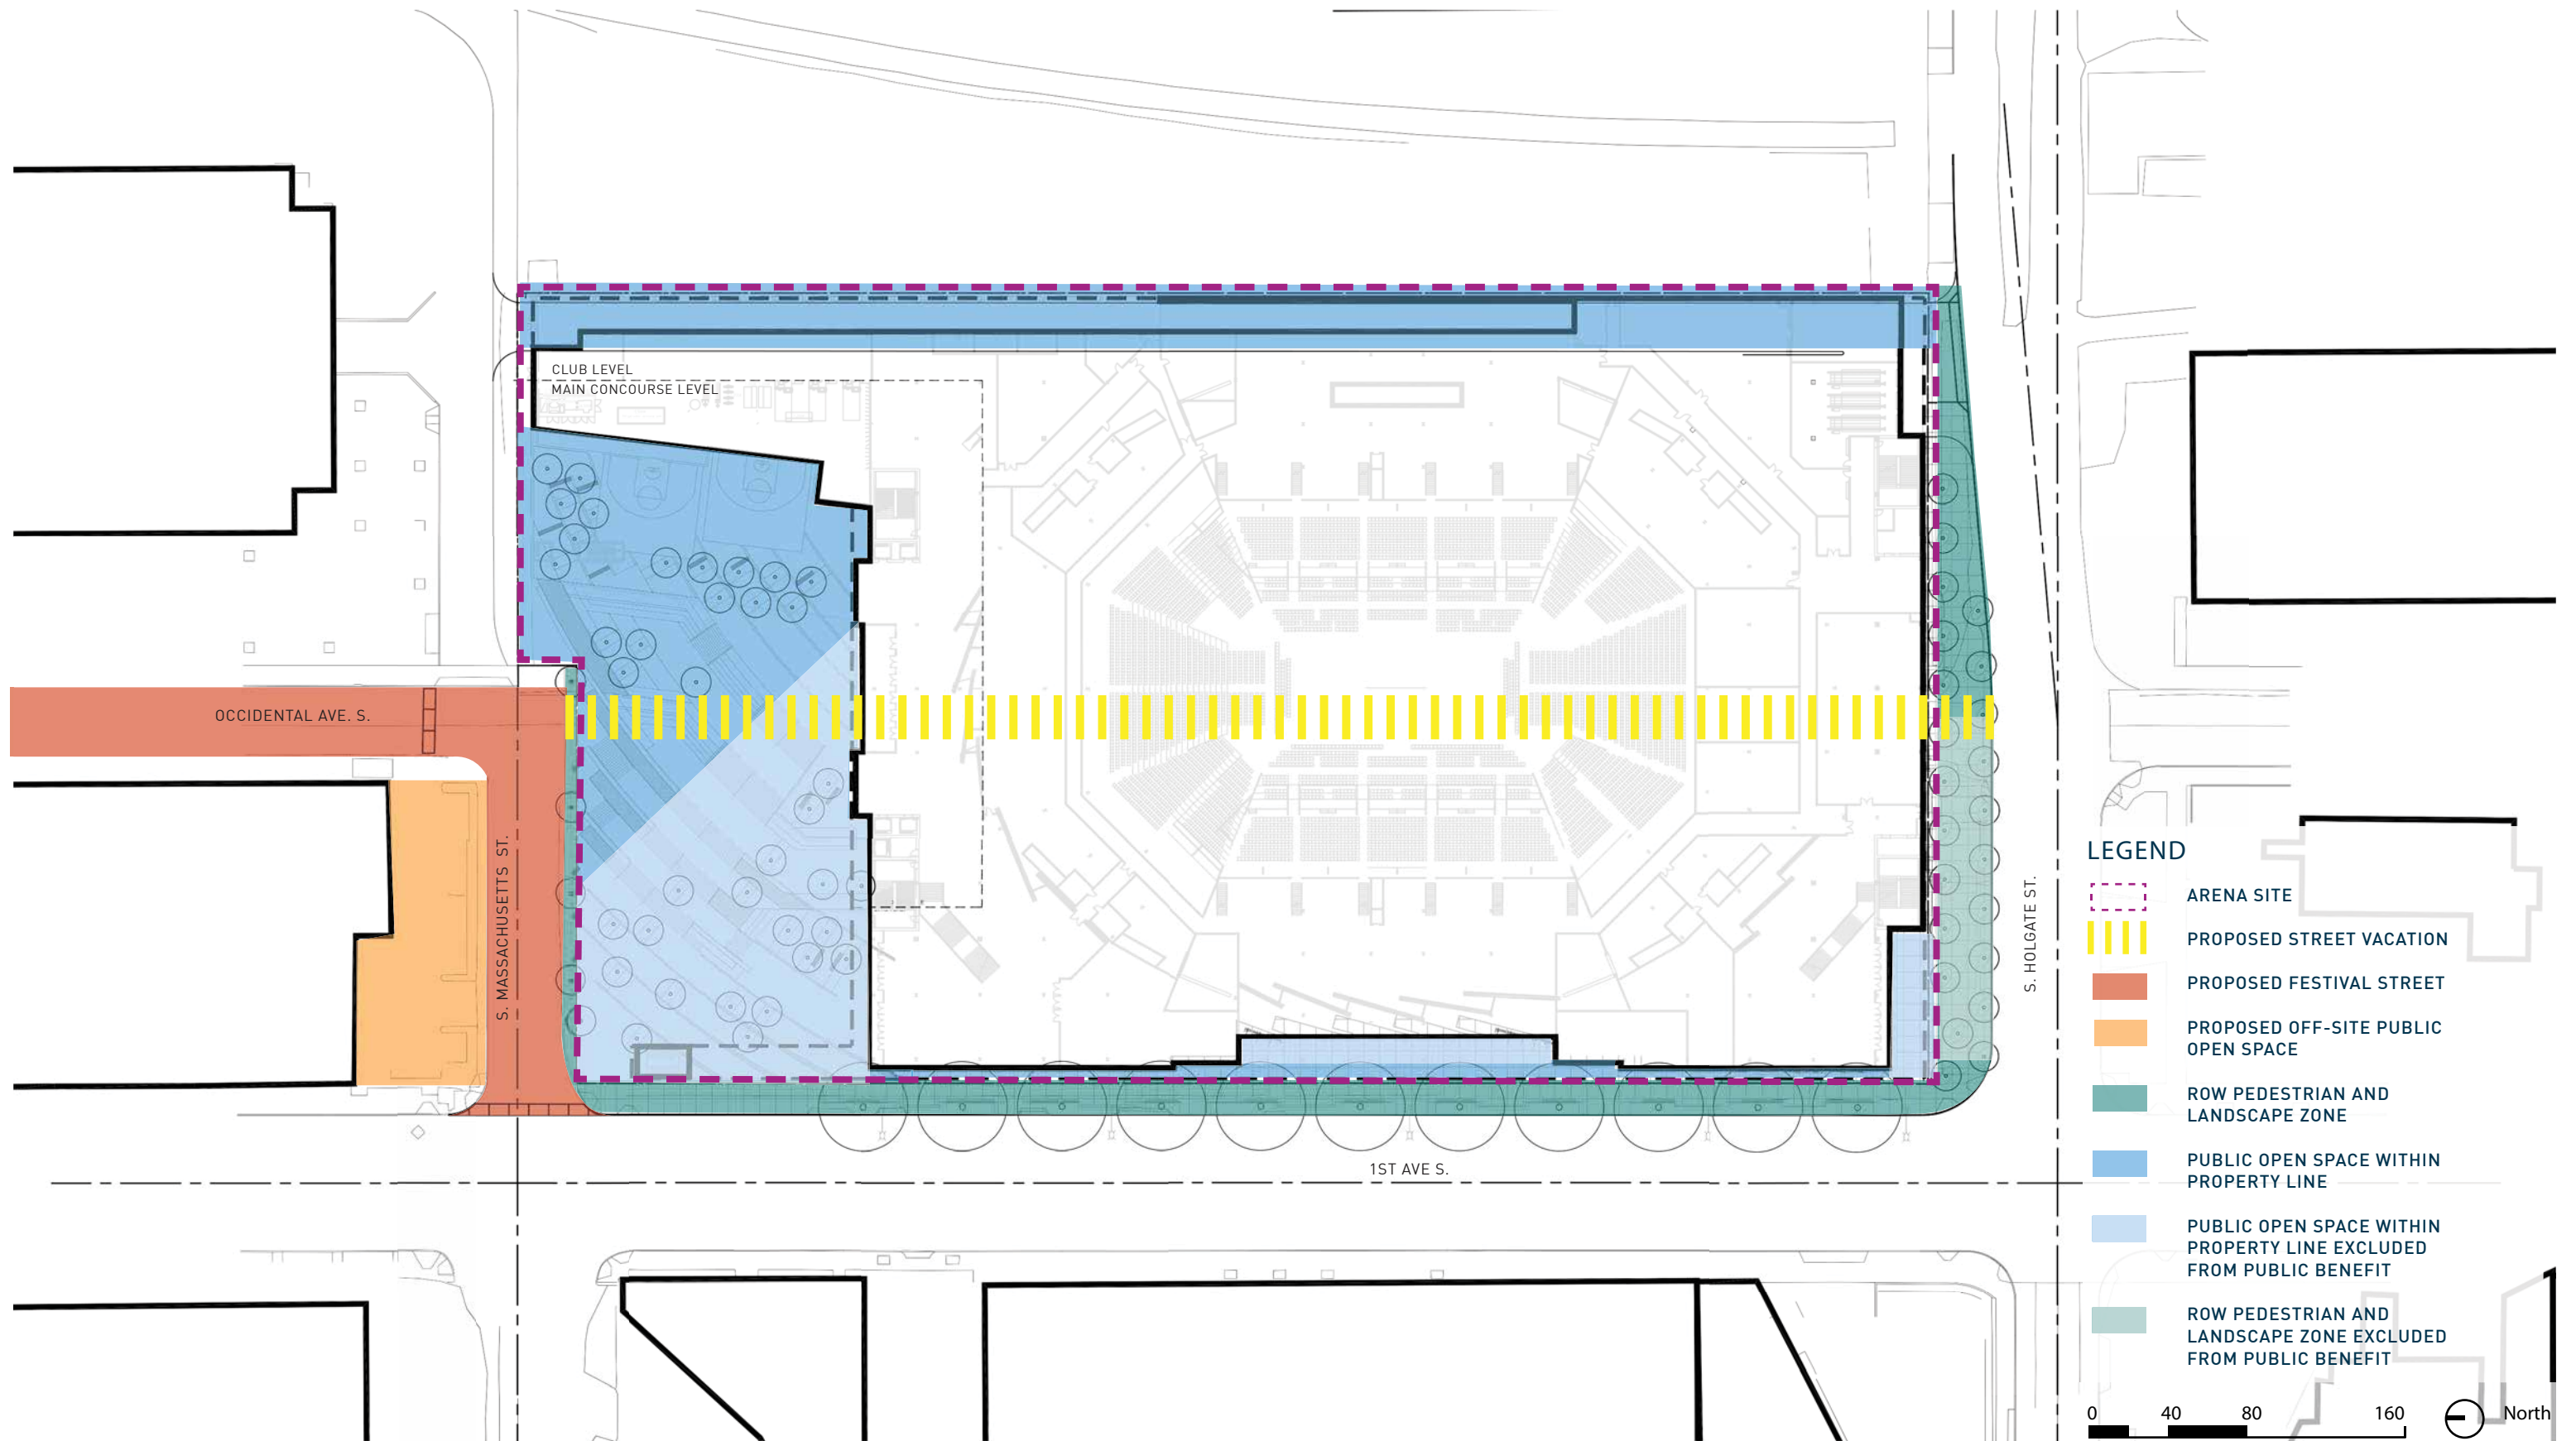 CLUB LEVEL
MAIN CONCOURSE LEVEL
OCCIDENTAL AVE. S.
S. MASSACHUSETTS ST.
S. HOLGATE ST.
1ST AVE S.
LEGEND
ARENA SITE
PROPOSED STREET VACATION
PROPOSED FESTIVAL STREET
PROPOSED OFF-SITE PUBLIC
OPEN SPACE
ROW PEDESTRIAN AND
LANDSCAPE ZONE
PUBLIC OPEN SPACE WITHIN
PROPERTY LINE
PUBLIC OPEN SPACE WITHIN
PROPERTY LINE EXCLUDED
FROM PUBLIC BENEFIT
ROW PEDESTRIAN AND
LANDSCAPE ZONE EXCLUDED
FROM PUBLIC BENEFIT
0 40 80 160 North